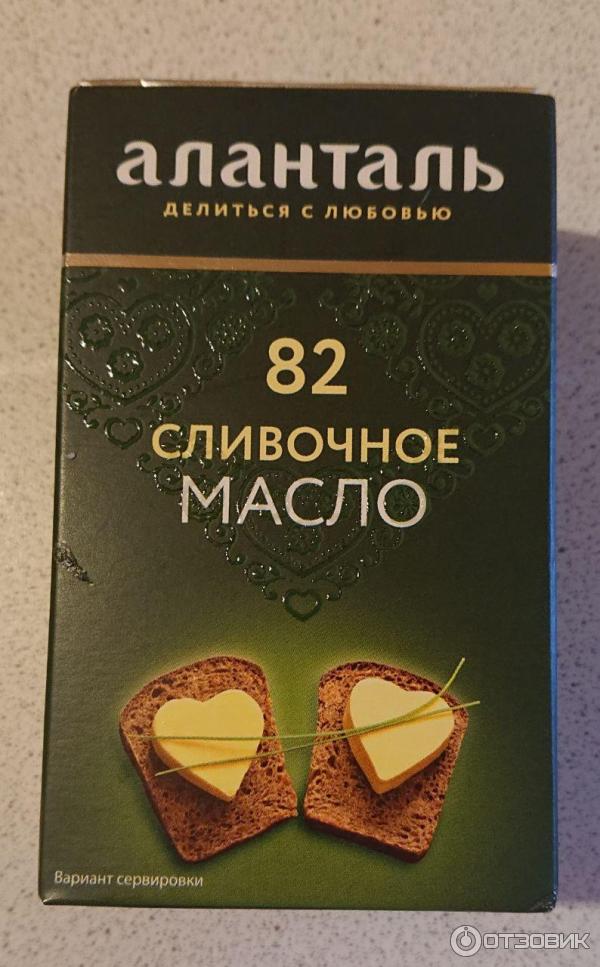 аланталь
ДЕЛИТЬСЯ С ЛЮБОВЬЮ
82
СЛИВОЧНОЕ
МАСЛО
Вариант сервировки
ОТЗОВИК